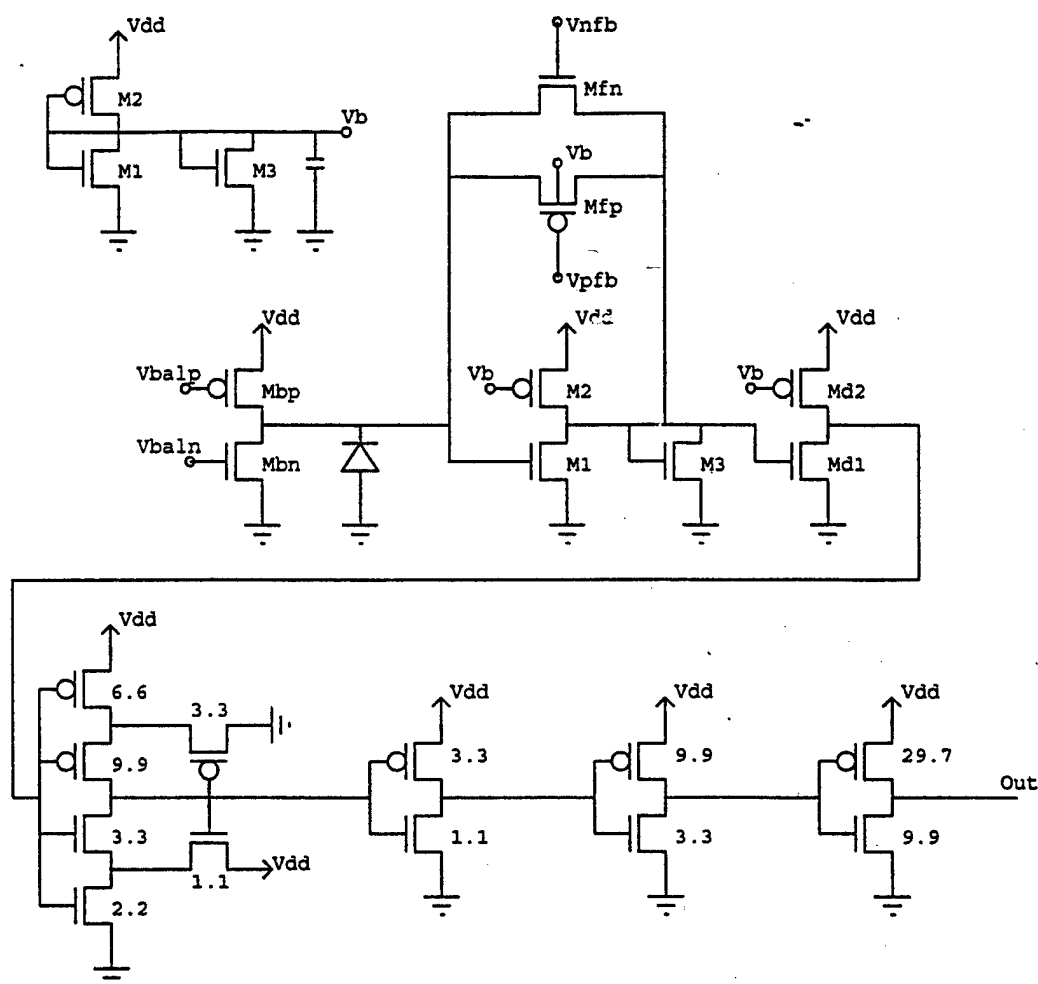 Vdd
M2
Vb
M1
M3
Vnfb
Mfn
Vb
Mfp
Vpfb
Vdd
Vbalp
Mbp
Vbaln
Mbn
Vdd
Vb
M2
M1
M3
Vdd
Vb
Md2
Md1
Vdd
6.6
3.3
9.9
3.3
Vdd
1.1
2.2
Vdd
3.3
1.1
Vdd
9.9
3.3
Vdd
29.7
Out
9.9